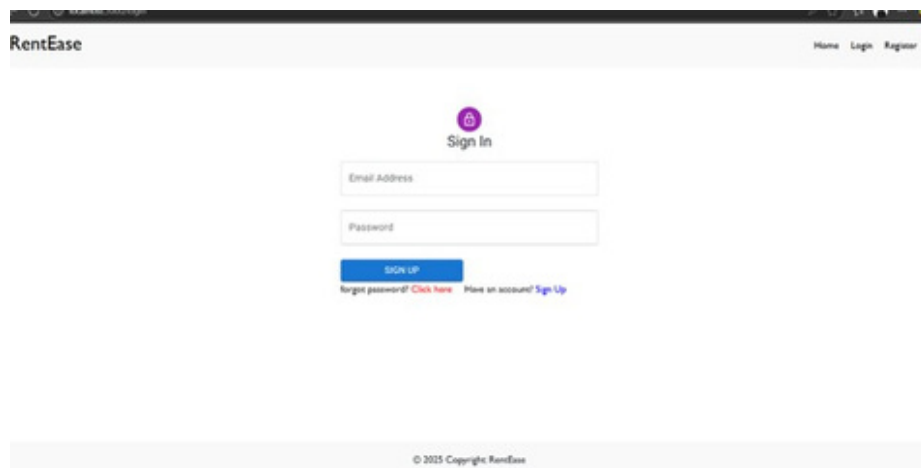 RentEase
Home Login Register
Sign In
Email Address
Password
SIGN UP
forgot password? Click here Have an account? Sign Up
© 2025 Copyright RentEase